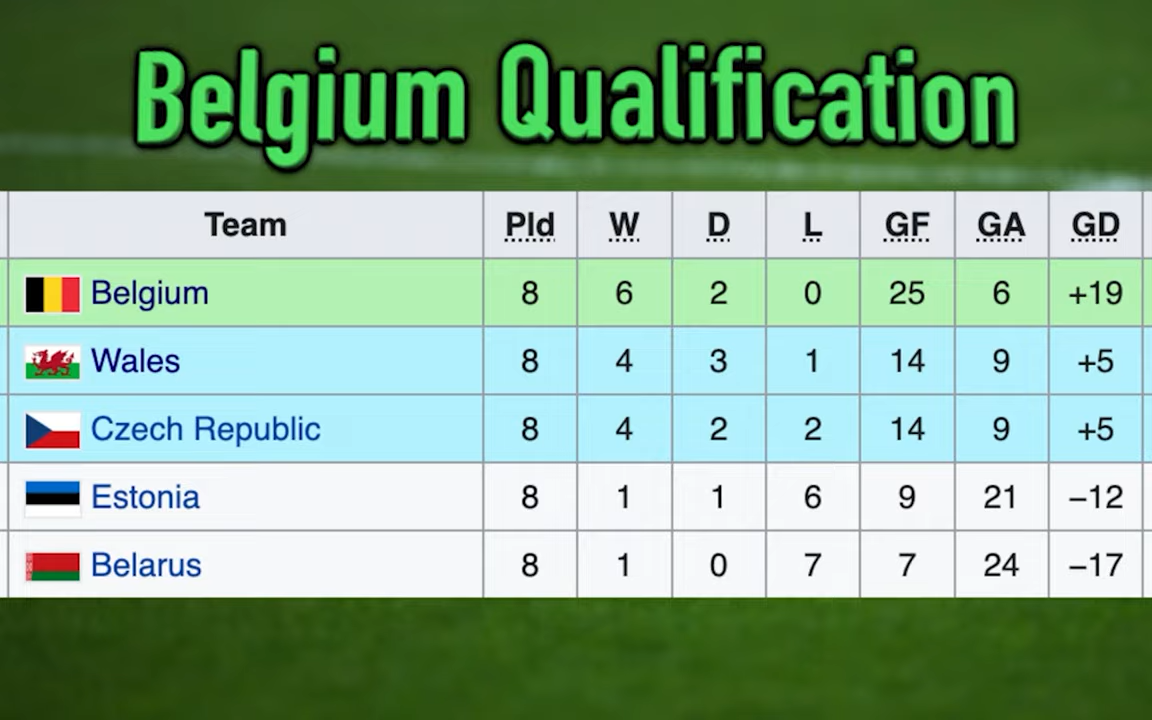 Belgium Qualification
Team Pld W D L GF GA GD
Belgium 8 6 2 0 25 6 +19
Wales 8 4 3 1 14 9 +5
Czech Republic 8 4 2 2 14 9 +5
Estonia 8 1 1 6 9 21 −12
Belarus 8 1 0 7 7 24 −17